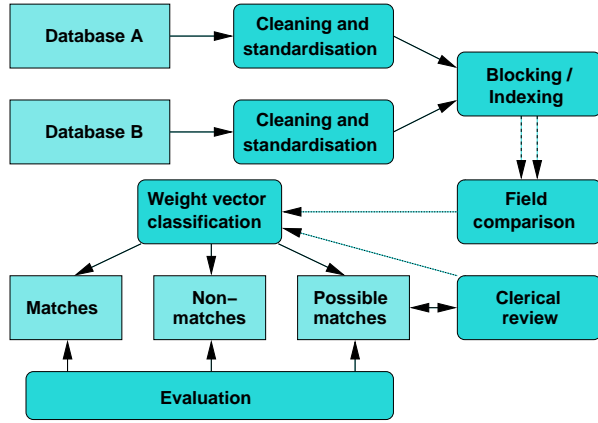 Database A
Cleaning and
standardisation
Blocking /
Indexing
Database B
Cleaning and
standardisation
Weight vector
classification
Field
comparison
Matches
Non–
matches
Possible
matches
Clerical
review
Evaluation